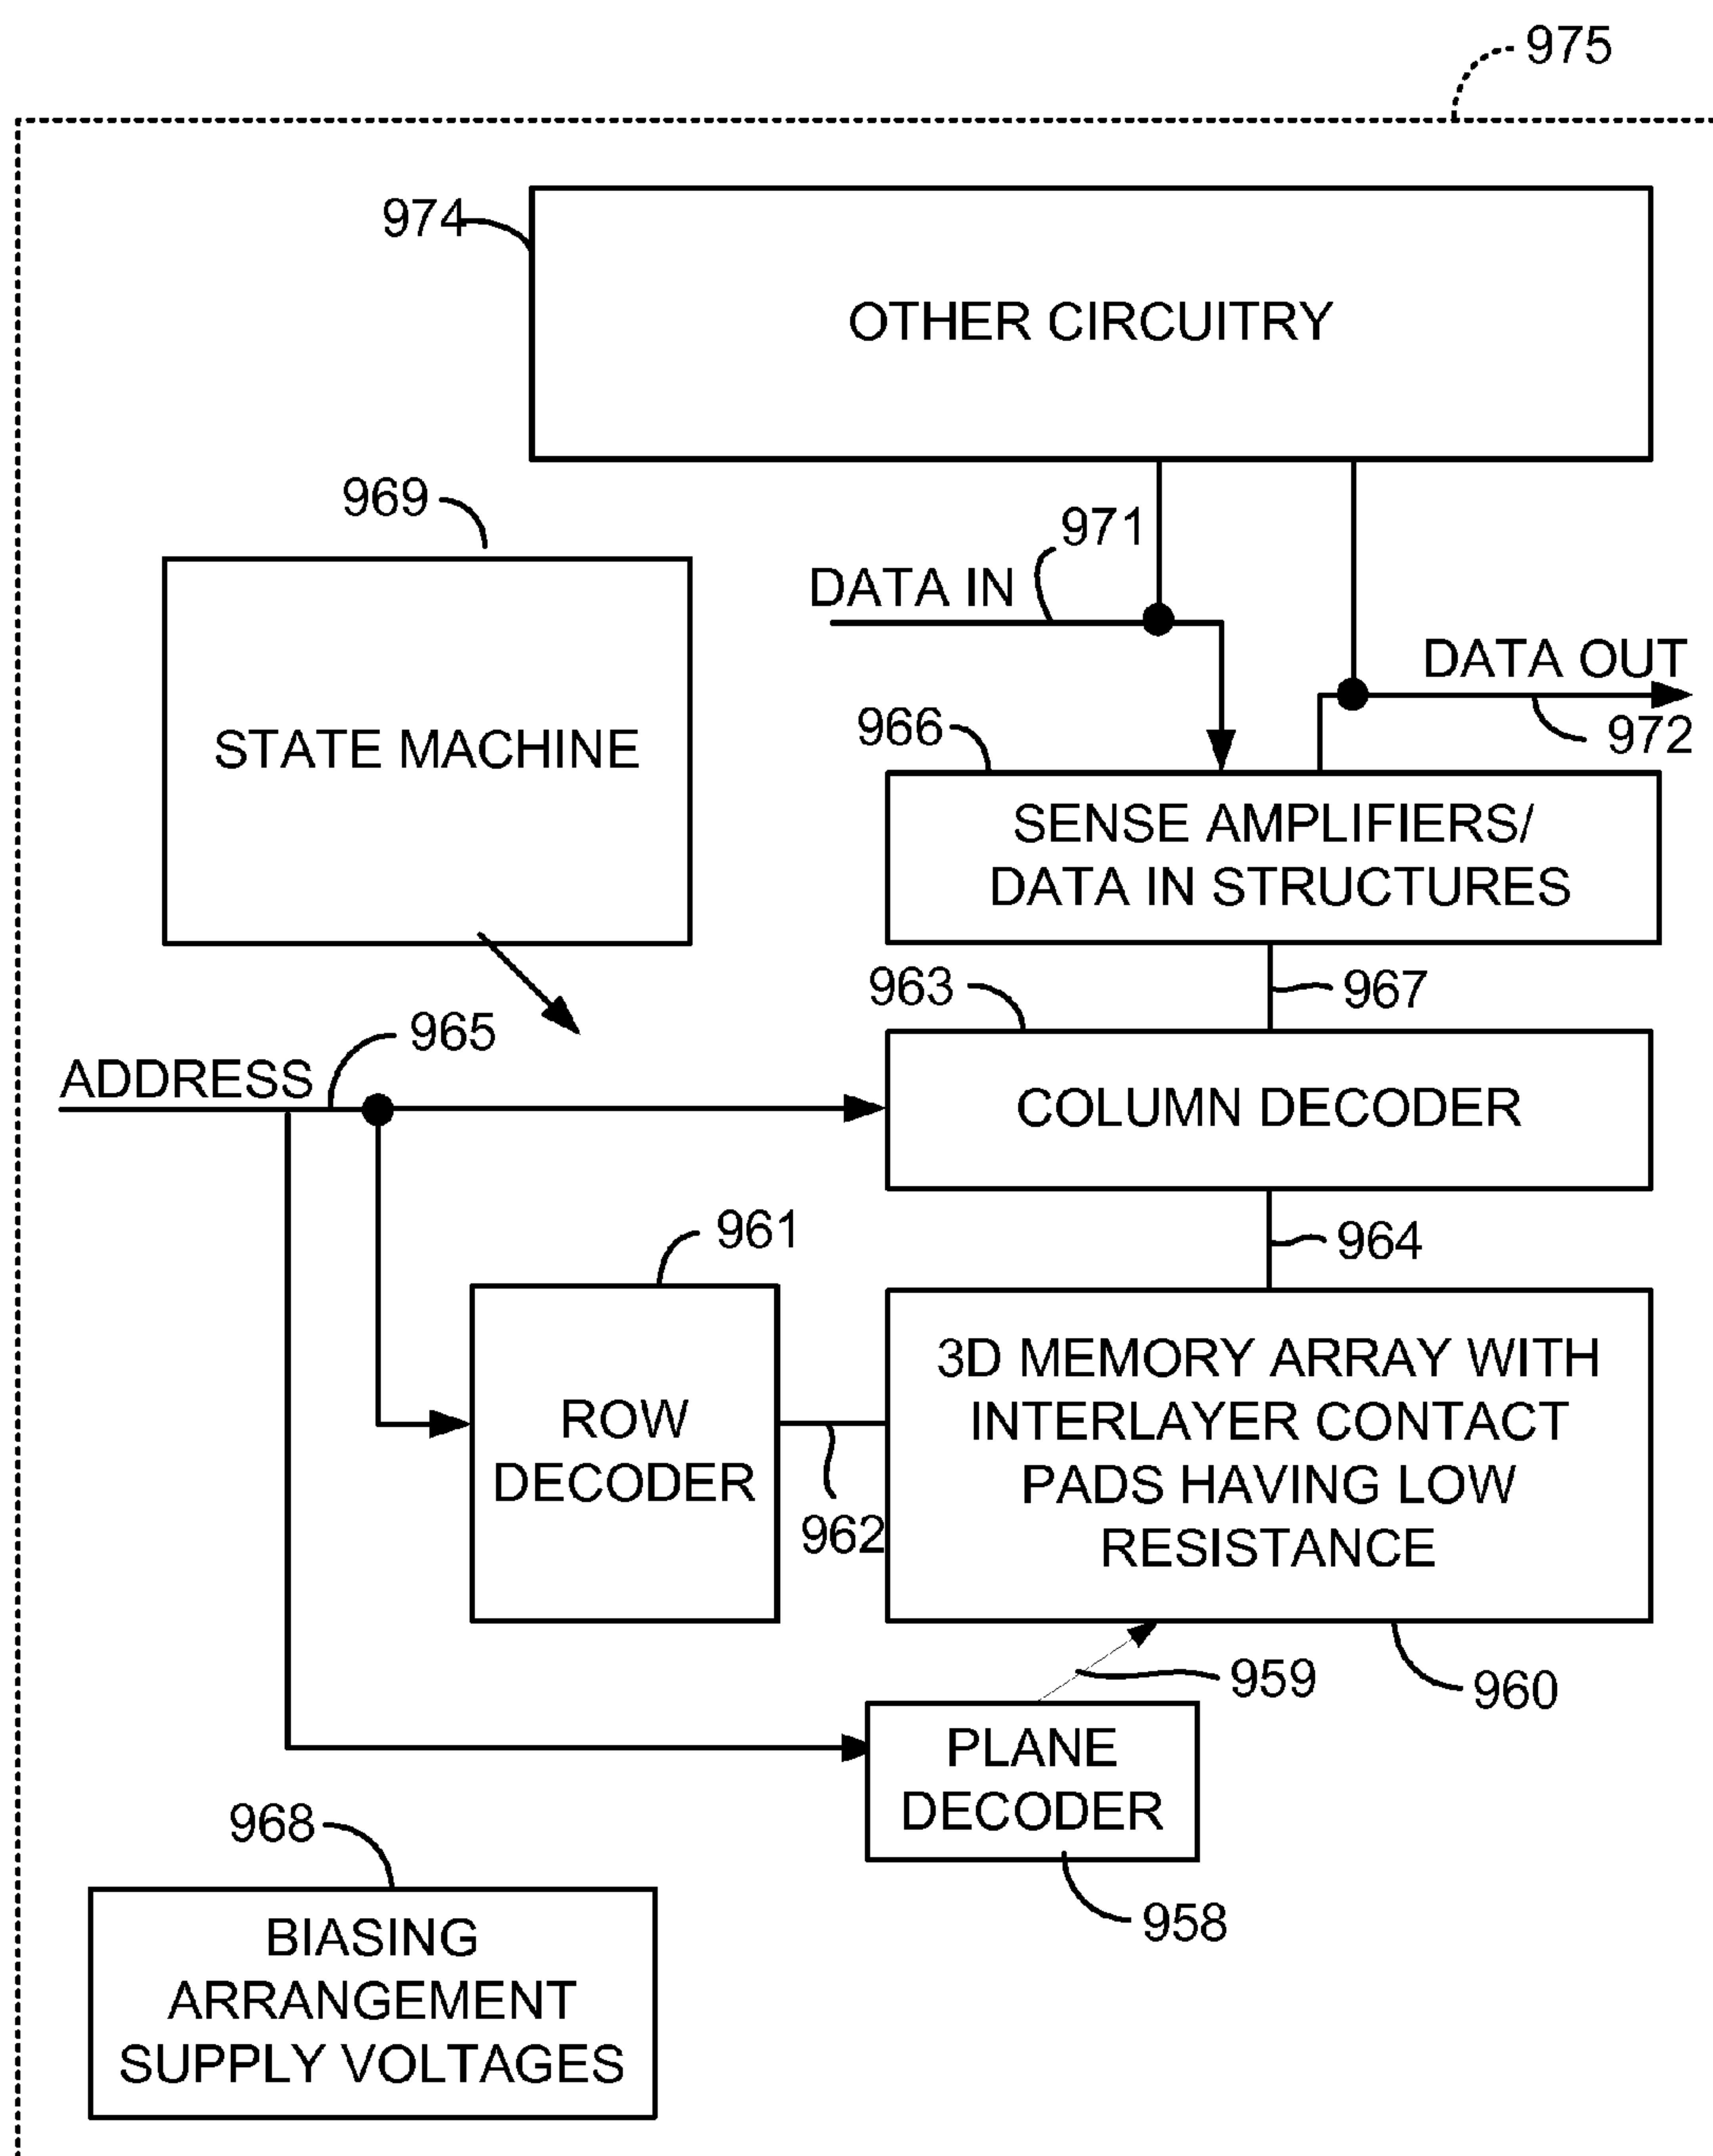 975
974
OTHER CIRCUITRY
969
971
DATA IN
DATA OUT
972
STATE MACHINE
966
SENSE AMPLIFIERS/
DATA IN STRUCTURES
963
967
965
ADDRESS
COLUMN DECODER
961
964
ROW
DECODER
962
3D MEMORY ARRAY WITH
INTERLAYER CONTACT
PADS HAVING LOW
RESISTANCE
959
960
PLANE
DECODER
958
968
BIASING
ARRANGEMENT
SUPPLY VOLTAGES